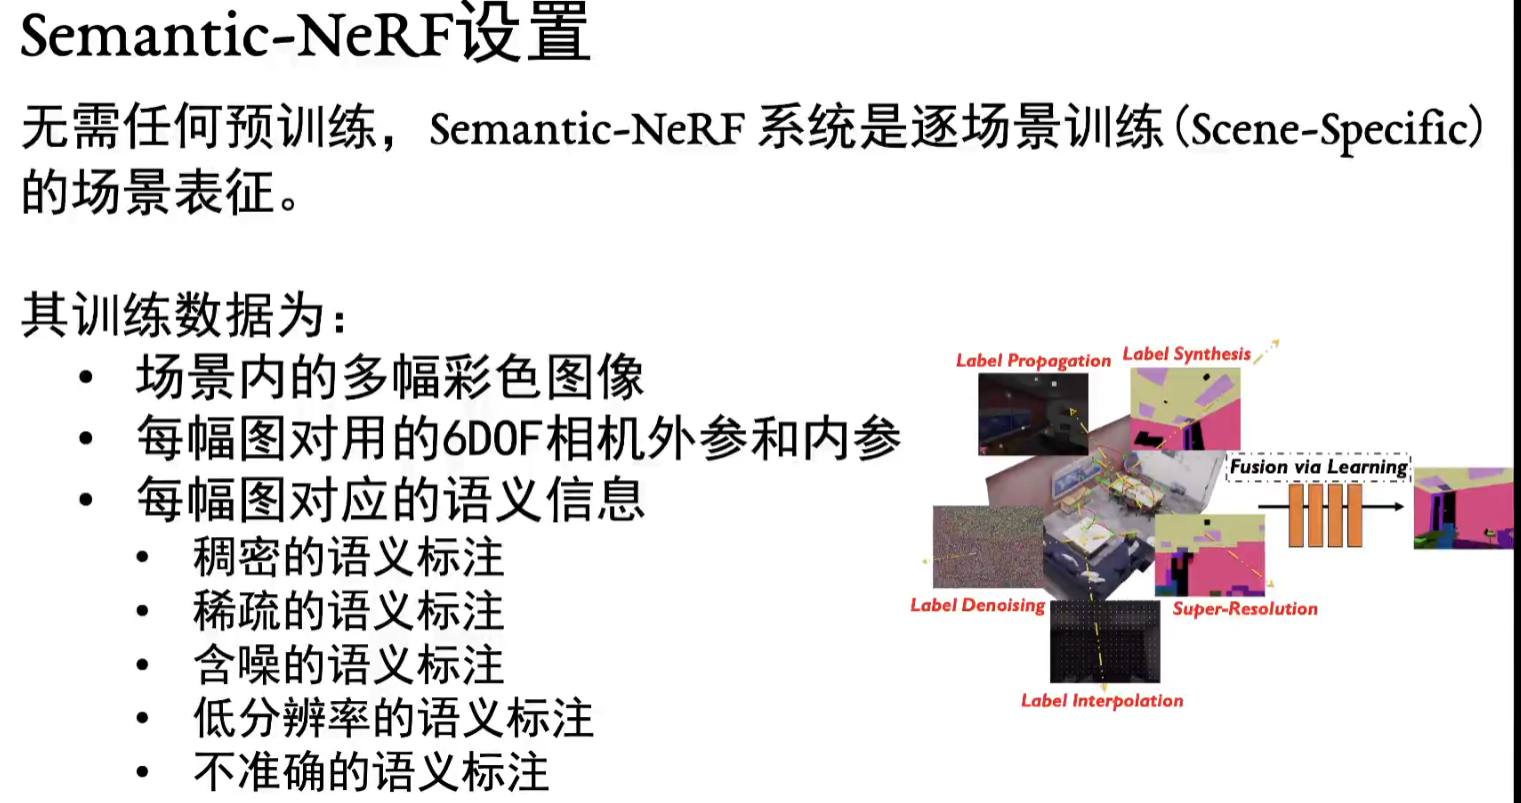 Semantic-NeRF设置
无需任何预训练，Semantic-NeRF 系统是逐场景训练(Scene-Specific)
的场景表征。
其训练数据为：
• 场景内的多幅彩色图像
• 每幅图对用的6DOF相机外参和内参
• 每幅图对应的语义信息
• 稠密的语义标注
• 稀疏的语义标注
• 含噪的语义标注
• 低分辨率的语义标注
• 不准确的语义标注
Label Propagation
Label Synthesis
Fusion via Learning
Label Denoising
Super-Resolution
Label Interpolation